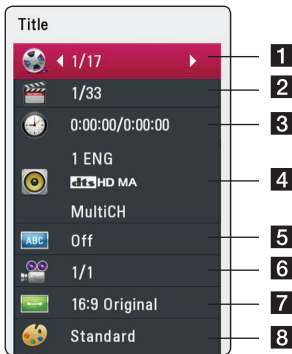 Title
1/17 1
1/33 2
0:00:00/0:00:00 3
1 ENG
dts HD MA 4
MultiCH
ABC Off 5
1/1 6
16:9 Original 7
Standard 8